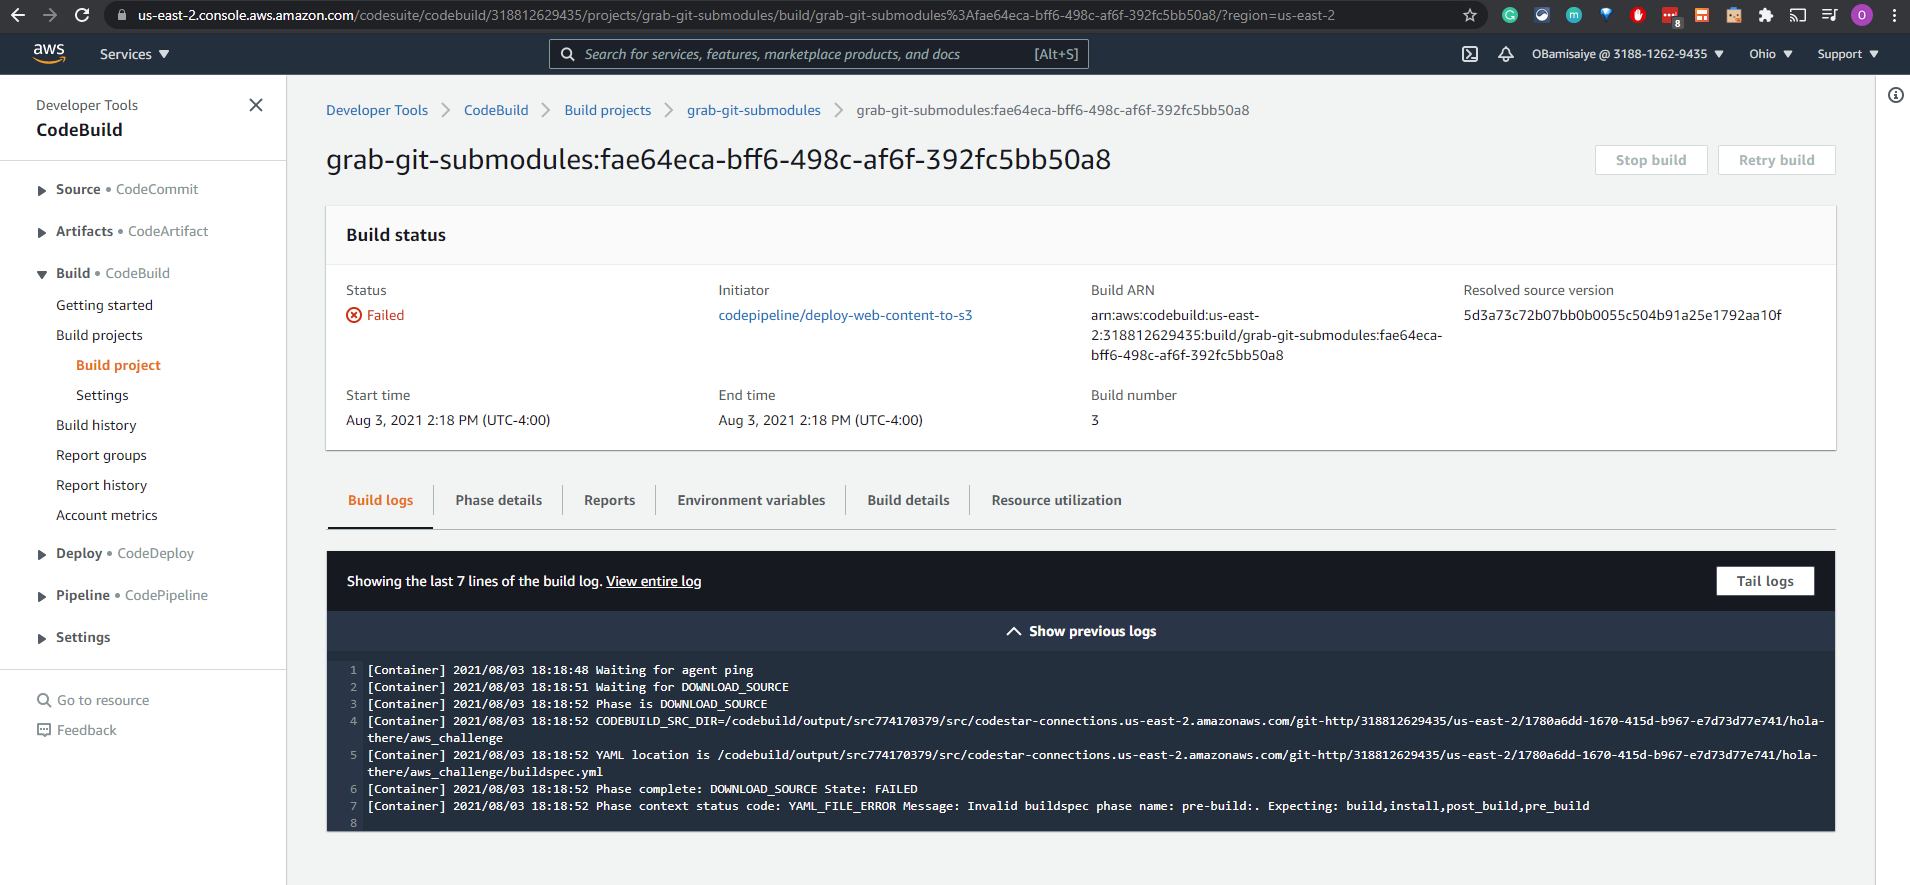 us-east-2.console.aws.amazon.com/codesuite/codebuild/318812629435/projects/grab-git-submodules/build/grab-git-submodules%3Afae64eca-bff6-498c-af6f-392fc5bb50a8/?region=us-east-2
8
O
aws
Services
Search for services, features, marketplace products, and docs
[Alt+S]
OBamisaiye @ 3188-1262-9435
Ohio
Support
Developer Tools
CodeBuild
Source • CodeCommit
Artifacts • CodeArtifact
Build • CodeBuild
Getting started
Build projects
Build project
Settings
Build history
Report groups
Report history
Account metrics
Deploy • CodeDeploy
Pipeline • CodePipeline
Settings
Go to resource
Feedback
Developer Tools
CodeBuild
Build projects
grab-git-submodules
grab-git-submodules:fae64eca-bff6-498c-af6f-392fc5bb50a8
grab-git-submodules:fae64eca-bff6-498c-af6f-392fc5bb50a8
Stop build
Retry build
Build status
Status
Failed
Initiator
codepipeline/deploy-web-content-to-s3
Build ARN
arn:aws:codebuild:us-east-
2:318812629435:build/grab-git-submodules:fae64eca-
bff6-498c-af6f-392fc5bb50a8
Resolved source version
5d3a73c72b07bb0b0055c504b91a25e1792aa10f
Start time
Aug 3, 2021 2:18 PM (UTC-4:00)
End time
Aug 3, 2021 2:18 PM (UTC-4:00)
Build number
3
Build logs
Phase details
Reports
Environment variables
Build details
Resource utilization
Showing the last 7 lines of the build log. View entire log
Tail logs
Show previous logs
1 [Container] 2021/08/03 18:18:48 Waiting for agent ping
2 [Container] 2021/08/03 18:18:51 Waiting for DOWNLOAD_SOURCE
3 [Container] 2021/08/03 18:18:52 Phase is DOWNLOAD_SOURCE
4 [Container] 2021/08/03 18:18:52 CODEBUILD_SRC_DIR=/codebuild/output/src774170379/src/codestar-connections.us-east-2.amazonaws.com/git-http/318812629435/us-east-2/1780a6dd-1670-415d-b967-e7d73d77e741/hola-
there/aws_challenge
5 [Container] 2021/08/03 18:18:52 YAML location is /codebuild/output/src774170379/src/codestar-connections.us-east-2.amazonaws.com/git-http/318812629435/us-east-2/1780a6dd-1670-415d-b967-e7d73d77e741/hola-
there/aws_challenge/buildspec.yml
6 [Container] 2021/08/03 18:18:52 Phase complete: DOWNLOAD_SOURCE State: FAILED
7 [Container] 2021/08/03 18:18:52 Phase context status code: YAML_FILE_ERROR Message: Invalid buildspec phase name: pre-build:. Expecting: build,install,post_build,pre_build
8